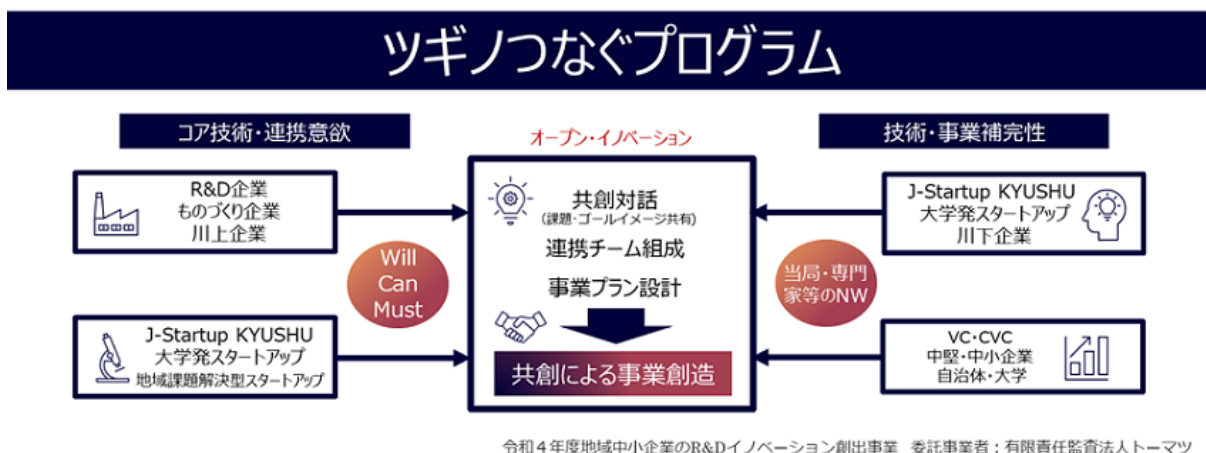 ツギノつなぐプログラム
コア技術・連携意欲
R&D企業
ものづくり企業
川上企業
J-Startup KYUSHU
大学発スタートアップ
地域課題解決型スタートアップ
Will
Can
Must
オープン・イノベーション
共創対話
(課題・ゴールイメージ共有)
連携チーム組成
事業プラン設計
共創による事業創造
技術・事業補完性
J-Startup KYUSHU
大学発スタートアップ
川下企業
当局・専門
家等のNW
VC・CVC
中堅・中小企業
自治体・大学
令和４年度地域中小企業のR&Dイノベーション創出事業 委託事業者：有限責任監査法人トーマツ